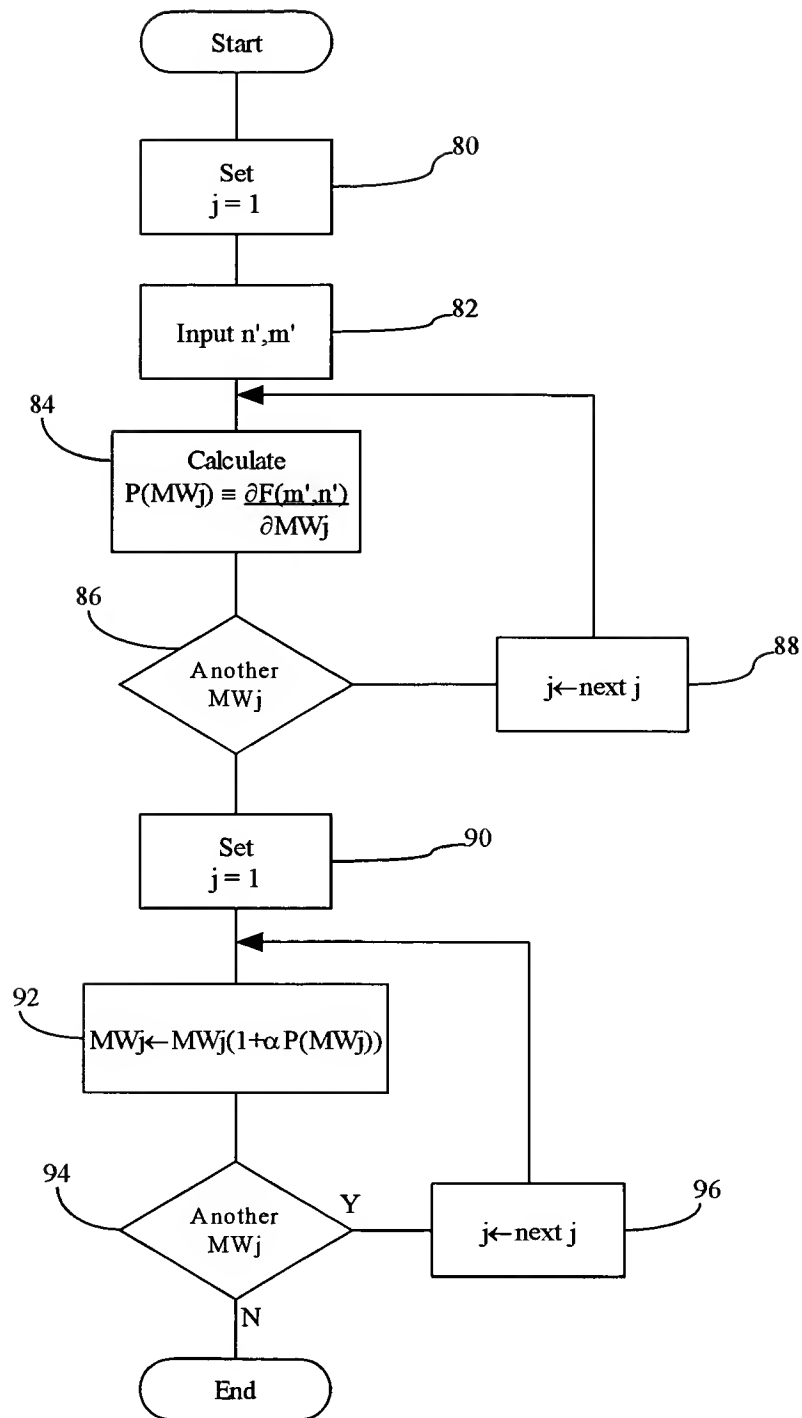 Start
Set
j = 1
80
Input n',m'
82
84
Calculate
P(MWj) ≡ ∂F(m',n')
∂MWj
86
Another
MWj
j←next j
88
Set
j = 1
90
92
MWj←MWj(1+α P(MWj))
94
Another
MWj
Y
j←next j
96
N
End